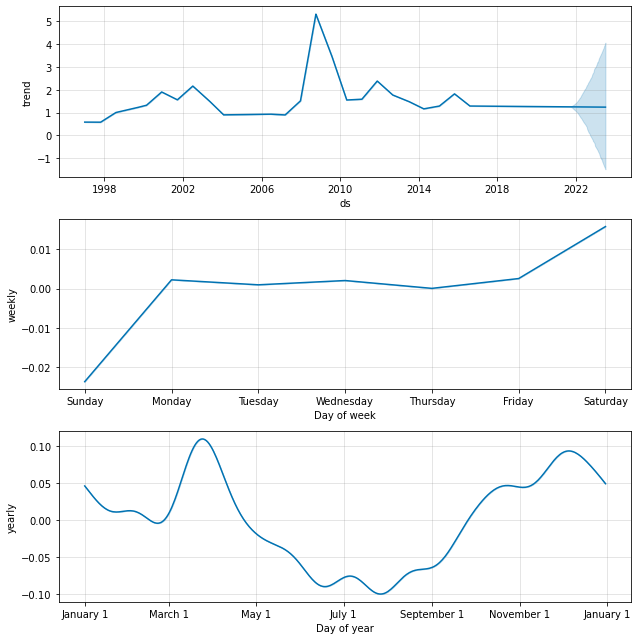 5
4
3
2
1
0
−1
trend
1998 2002 2006 2010 2014 2018 2022
ds
0.01
0.00
−0.01
−0.02
weekly
Sunday Monday Tuesday Wednesday Thursday Friday Saturday
Day of week
0.10
0.05
0.00
−0.05
−0.10
yearly
January 1 March 1 May 1 July 1 September 1 November 1 January 1
Day of year